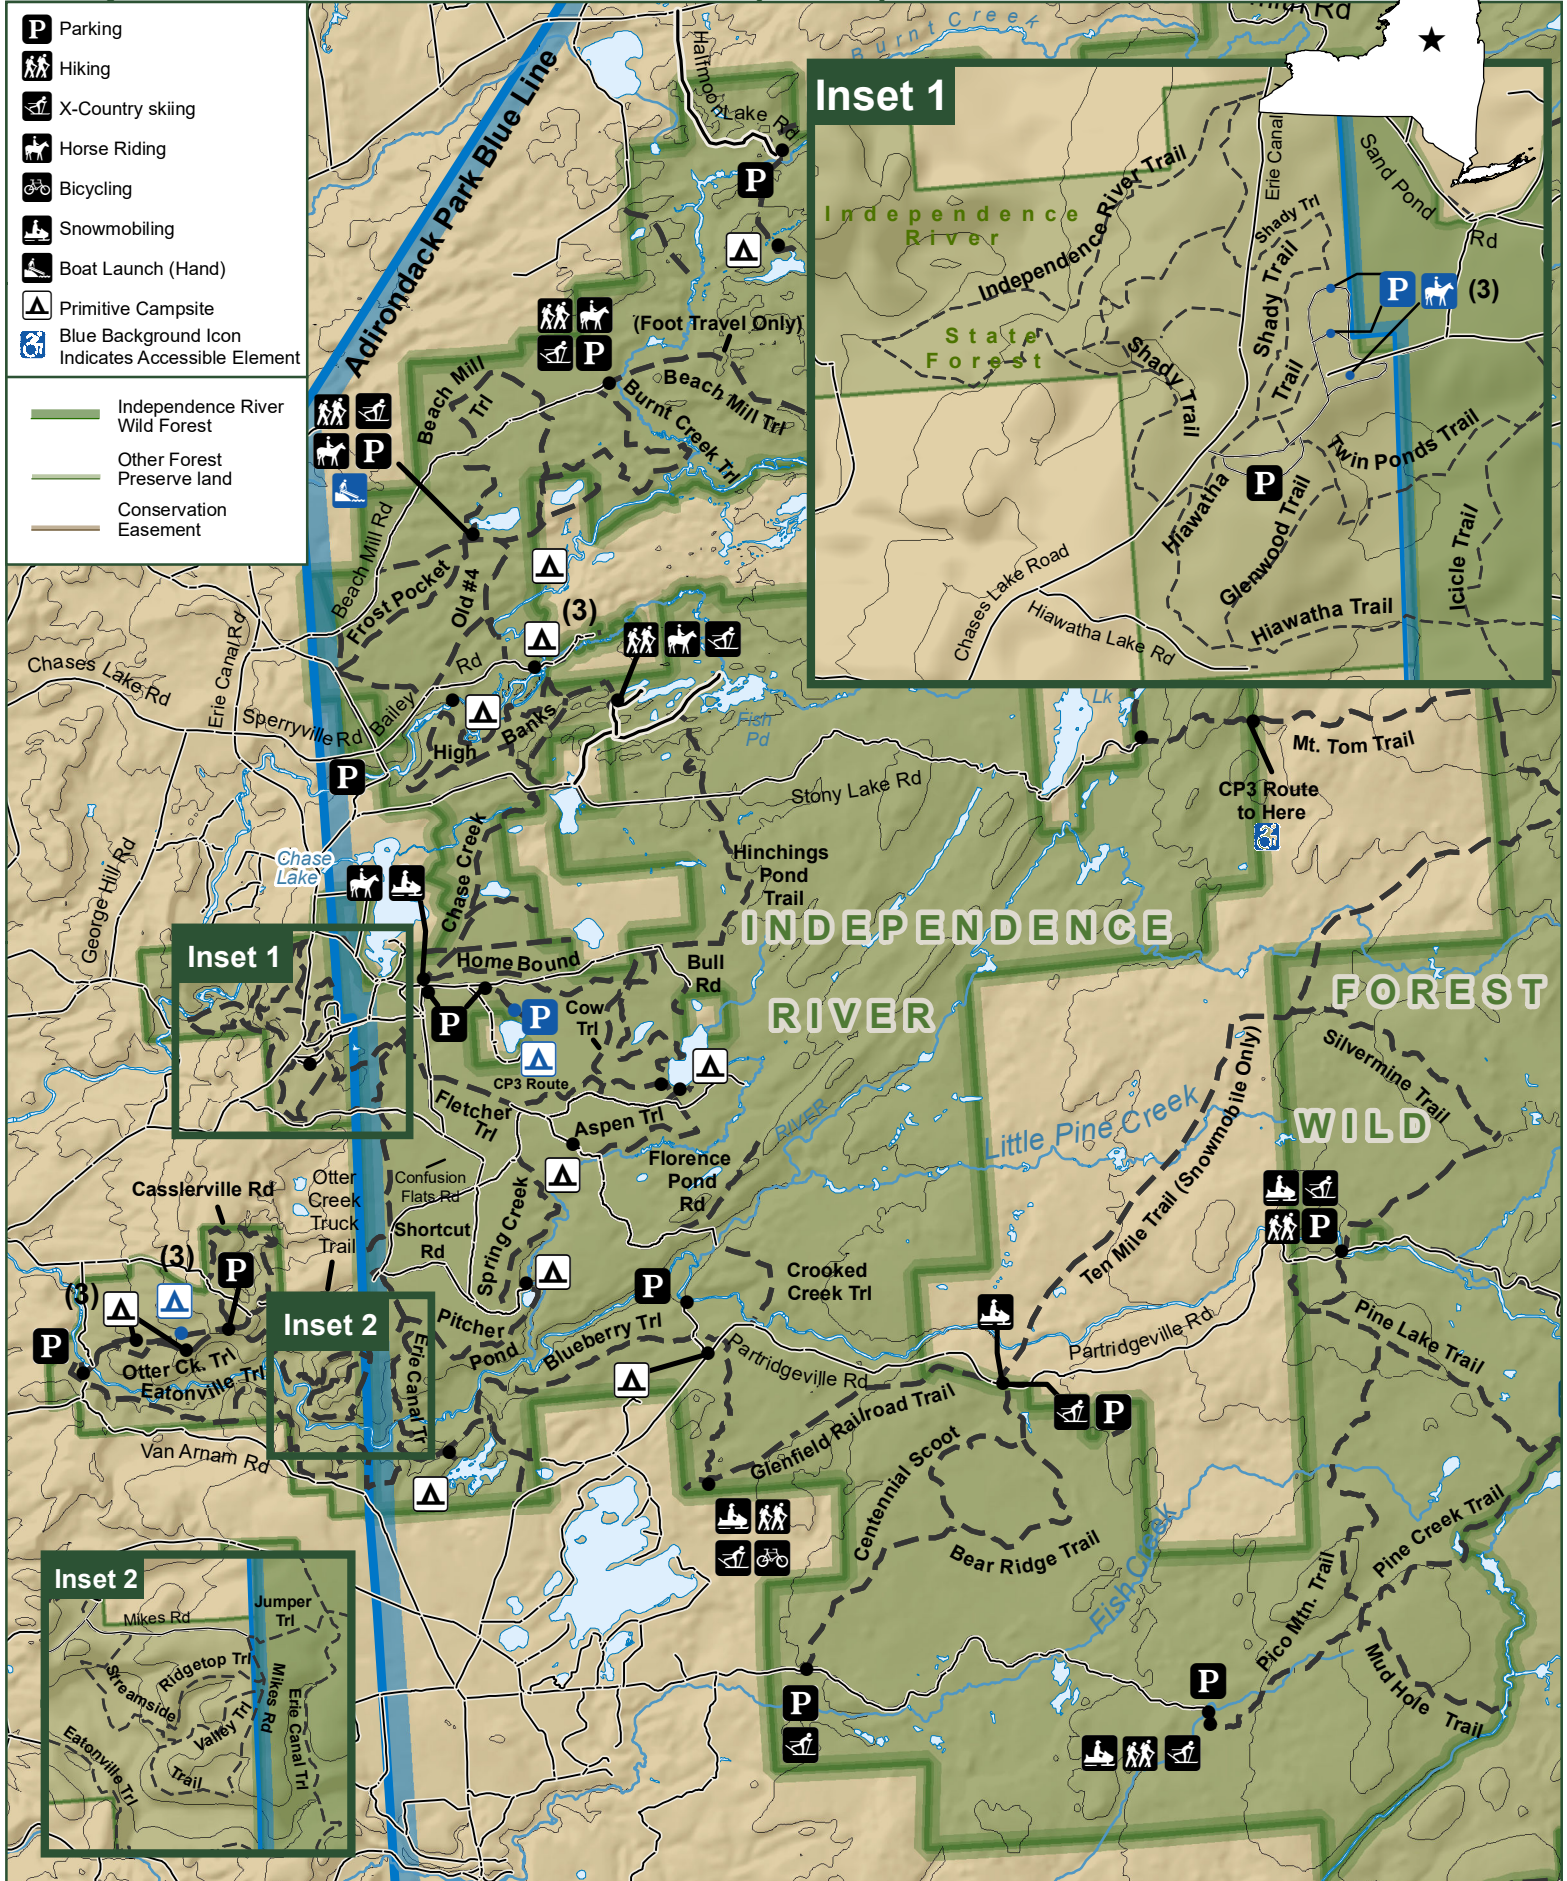 Parking
Hiking
X-Country skiing
Horse Riding
Bicycling
Snowmobiling
Boat Launch (Hand)
Primitive Campsite
Blue Background Icon
Indicates Accessible Element
Independence River
Wild Forest
Other Forest
Preserve land
Conservation
Easement
Adirondack Park Blue Line
Burnt Creek
Halfmoon Lake Rd
P
(Foot Travel Only)
P
Beach Mill
Trl
Beach Mill Trl
Burnt Creek Trl
P
Beach Mill Rd
Frost Pocket
Old #4
(3)
Chases Lake Rd
Erie Canal Rd
Sperryville Rd
Bailey Rd
High Banks
Fish
Pd
P
Stony Lake Rd
Lk
Mt. Tom Trail
CP3 Route
to Here
Chase Creek
Chase
Lake
George Hill Rd
Hinchings
Pond
Trail
INDEPENDENCE
RIVER
FOREST
WILD
Inset 1
Home Bound
Bull
Rd
P
P
Cow
Trl
CP3 Route
Fletcher
Trl
Aspen Trl
RIVER
Florence
Pond
Rd
Little Pine Creek
Ten Mile Trail (Snowmobile Only)
Silvermine Trail
P
Casslerville Rd
Otter
Creek
Truck
Trail
Confusion
Flats Rd
Shortcut
Rd
Spring Creek
(3)
(3)
P
P
Inset 2
Otter Ck. Trl
Eatonville Trl
Erie Canal Tr
Pitcher
Pond
Blueberry Trl
P
Crooked
Creek Trl
Partridgeville Rd
Partridgeville Rd
Pine Lake Trail
P
Van Arnam Rd
Glenfield Railroad Trail
Centennial Scoot
Bear Ridge Trail
Fish Creek
Pine Creek Trail
Pico Mtn. Trail
Mud Hole Trail
P
P
Inset 1
Independence
River
State
Forest
Independence River Trail
Erie Canal
Sand Pond
Rd
Shady Trl
Shady Trail
P
(3)
Shady Trail
Trail
Twin Ponds Trail
P
Hiawatha
Glenwood Trail
Icicle Trail
Chases Lake Road
Hiawatha Lake Rd
Hiawatha Trail
Inset 2
Mikes Rd
Jumper
Trl
Ridgetop Trl
Streamside
Valley Trl
Trail
Mikes Rd
Erie Canal Trl
Eatonville Trl